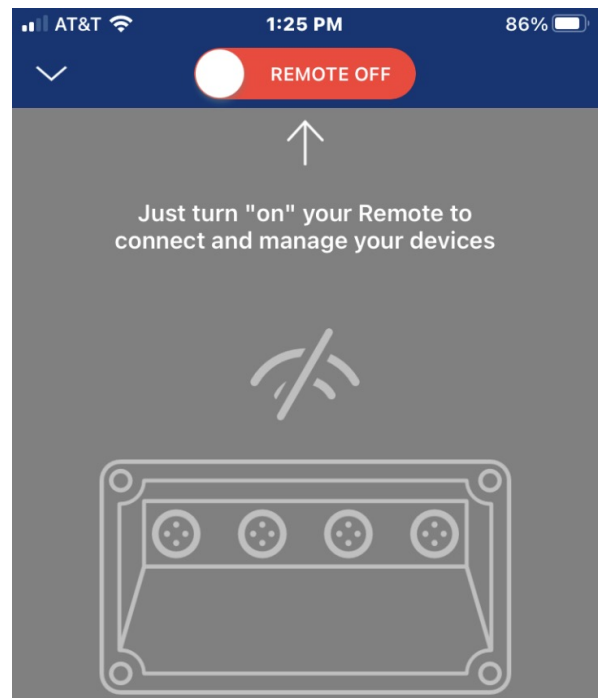 AT&T 1:25 PM 86%
REMOTE OFF
Just turn "on" your Remote to
connect and manage your devices